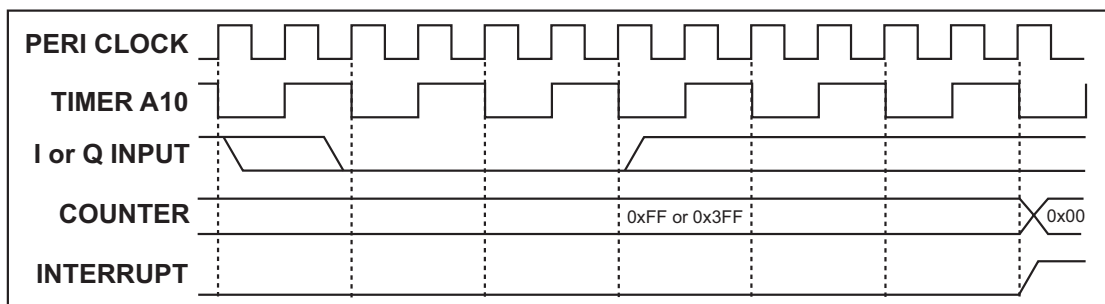 PERI CLOCK
TIMER A10
I or Q INPUT
COUNTER
0xFF or 0x3FF
0x00
INTERRUPT